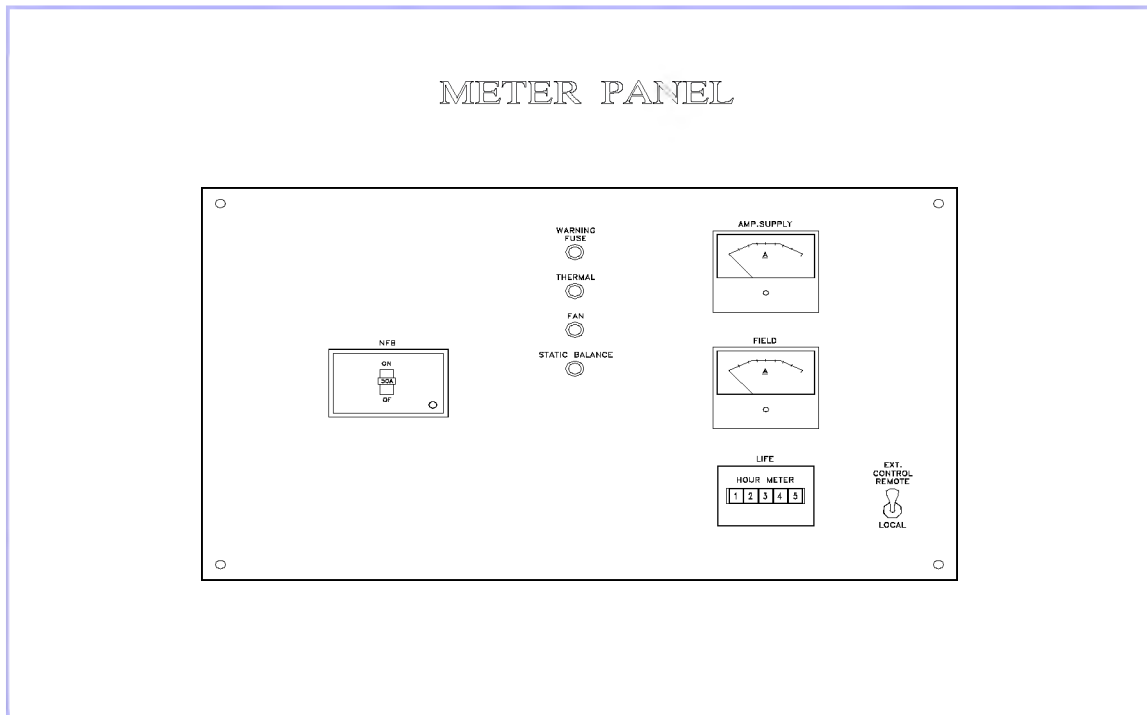 METER PANEL
WARNING
FUSE
THERMAL
FAN
STATIC BALANCE
NFB
ON
50A
OF
AMP.SUPPLY
A
FIELD
A
LIFE
HOUR METER
1 2 3 4 5
EXT.
CONTROL
REMOTE
LOCAL